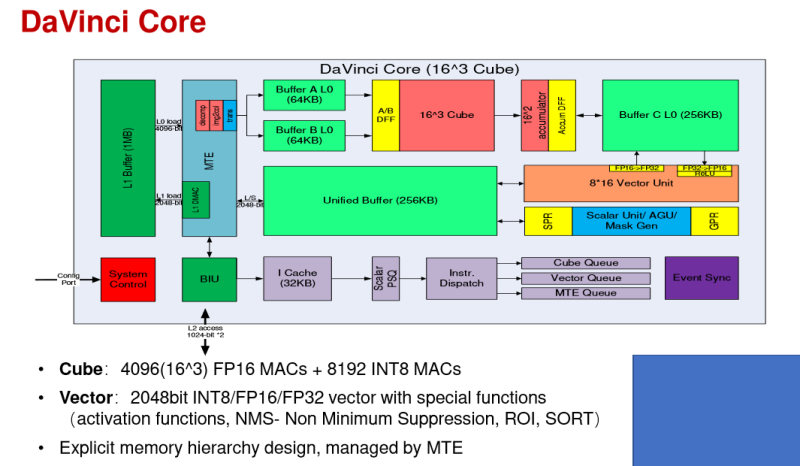 DaVinci Core
DaVinci Core (16^3 Cube)
L1 Buffer (1MB)
L0 load
4096-bit
L1 load
2048-bit
decomp
img2col
trans
MTE
L1 DMAC
Buffer A L0
(64KB)
Buffer B L0
(64KB)
A/B
DFF
16^3 Cube
16^2
accumulator
Accum DFF
Buffer C L0 (256KB)
FP16->FP32
FP32->FP16
ReLU
8*16 Vector Unit
L/S
2048-bit
Unified Buffer (256KB)
SPR
Scalar Unit/ AGU/
Mask Gen
GPR
Config
Port
System
Control
BIU
I Cache
(32KB)
Scalar
PSQ
Instr.
Dispatch
Cube Queue
Vector Queue
MTE Queue
Event Sync
L2 access
1024-bit *2
• Cube： 4096(16^3) FP16 MACs + 8192 INT8 MACs
• Vector： 2048bit INT8/FP16/FP32 vector with special functions
（activation functions, NMS- Non Minimum Suppression, ROI, SORT）
• Explicit memory hierarchy design, managed by MTE